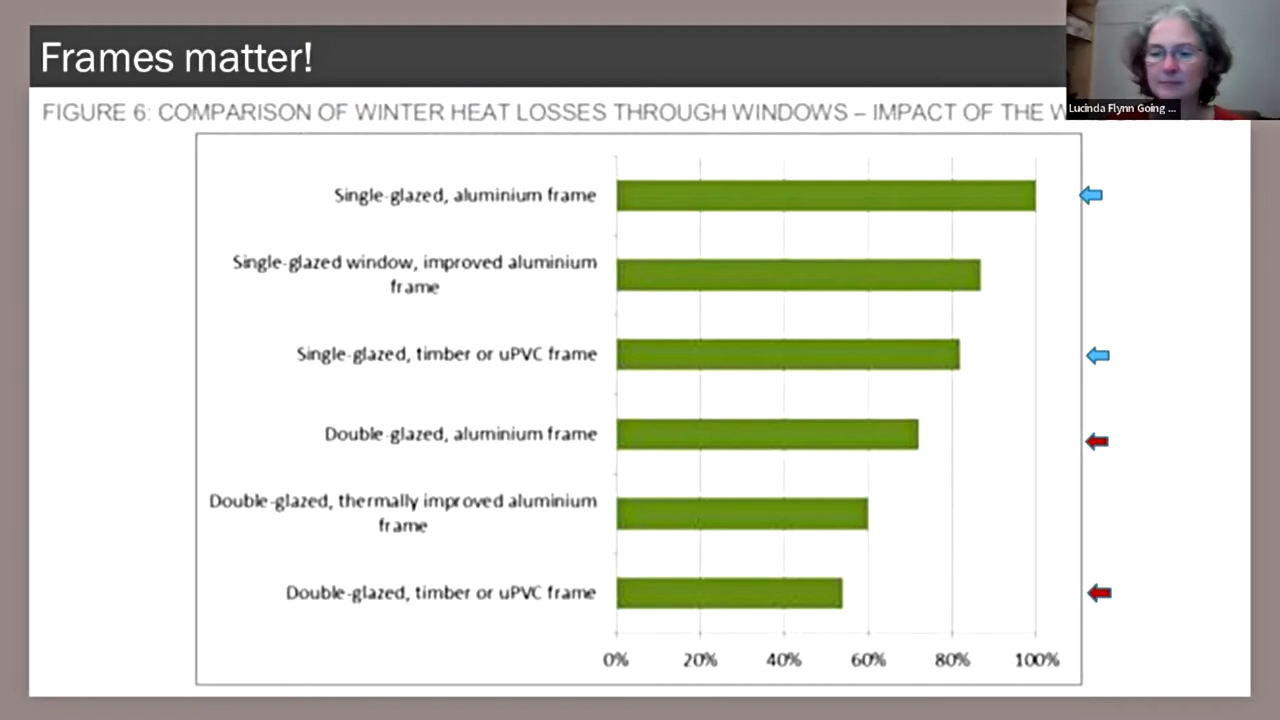 Frames matter!
Lucinda Flynn Going ...
FIGURE 6: COMPARISON OF WINTER HEAT LOSSES THROUGH WINDOWS – IMPACT OF THE
Single-glazed, aluminium frame
Single-glazed window, improved aluminium
frame
Single-glazed, timber or uPVC frame
Double-glazed, aluminium frame
Double-glazed, thermally improved aluminium
frame
Double-glazed, timber or uPVC frame
0% 20% 40% 60% 80% 100%